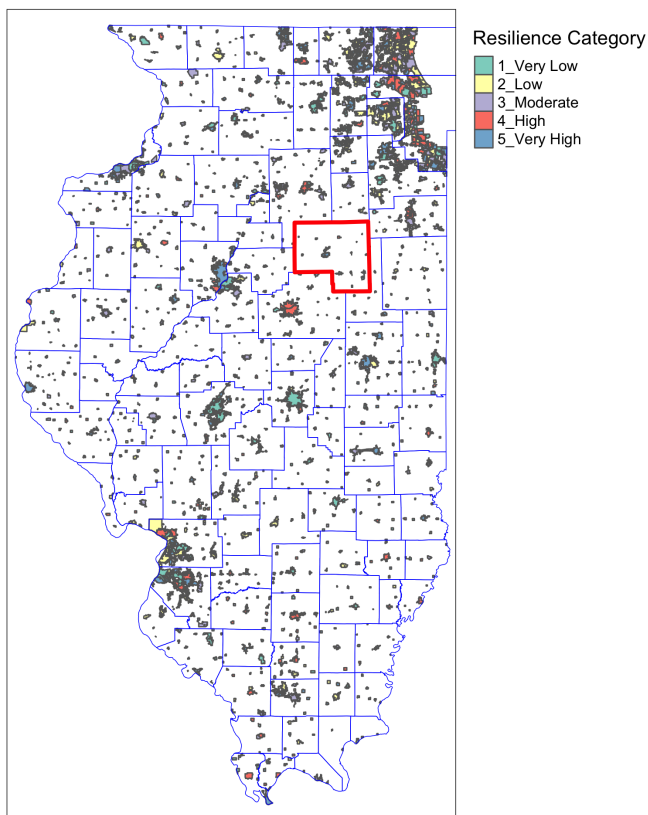 Resilience Category
1_Very Low
2_Low
3_Moderate
4_High
5_Very High